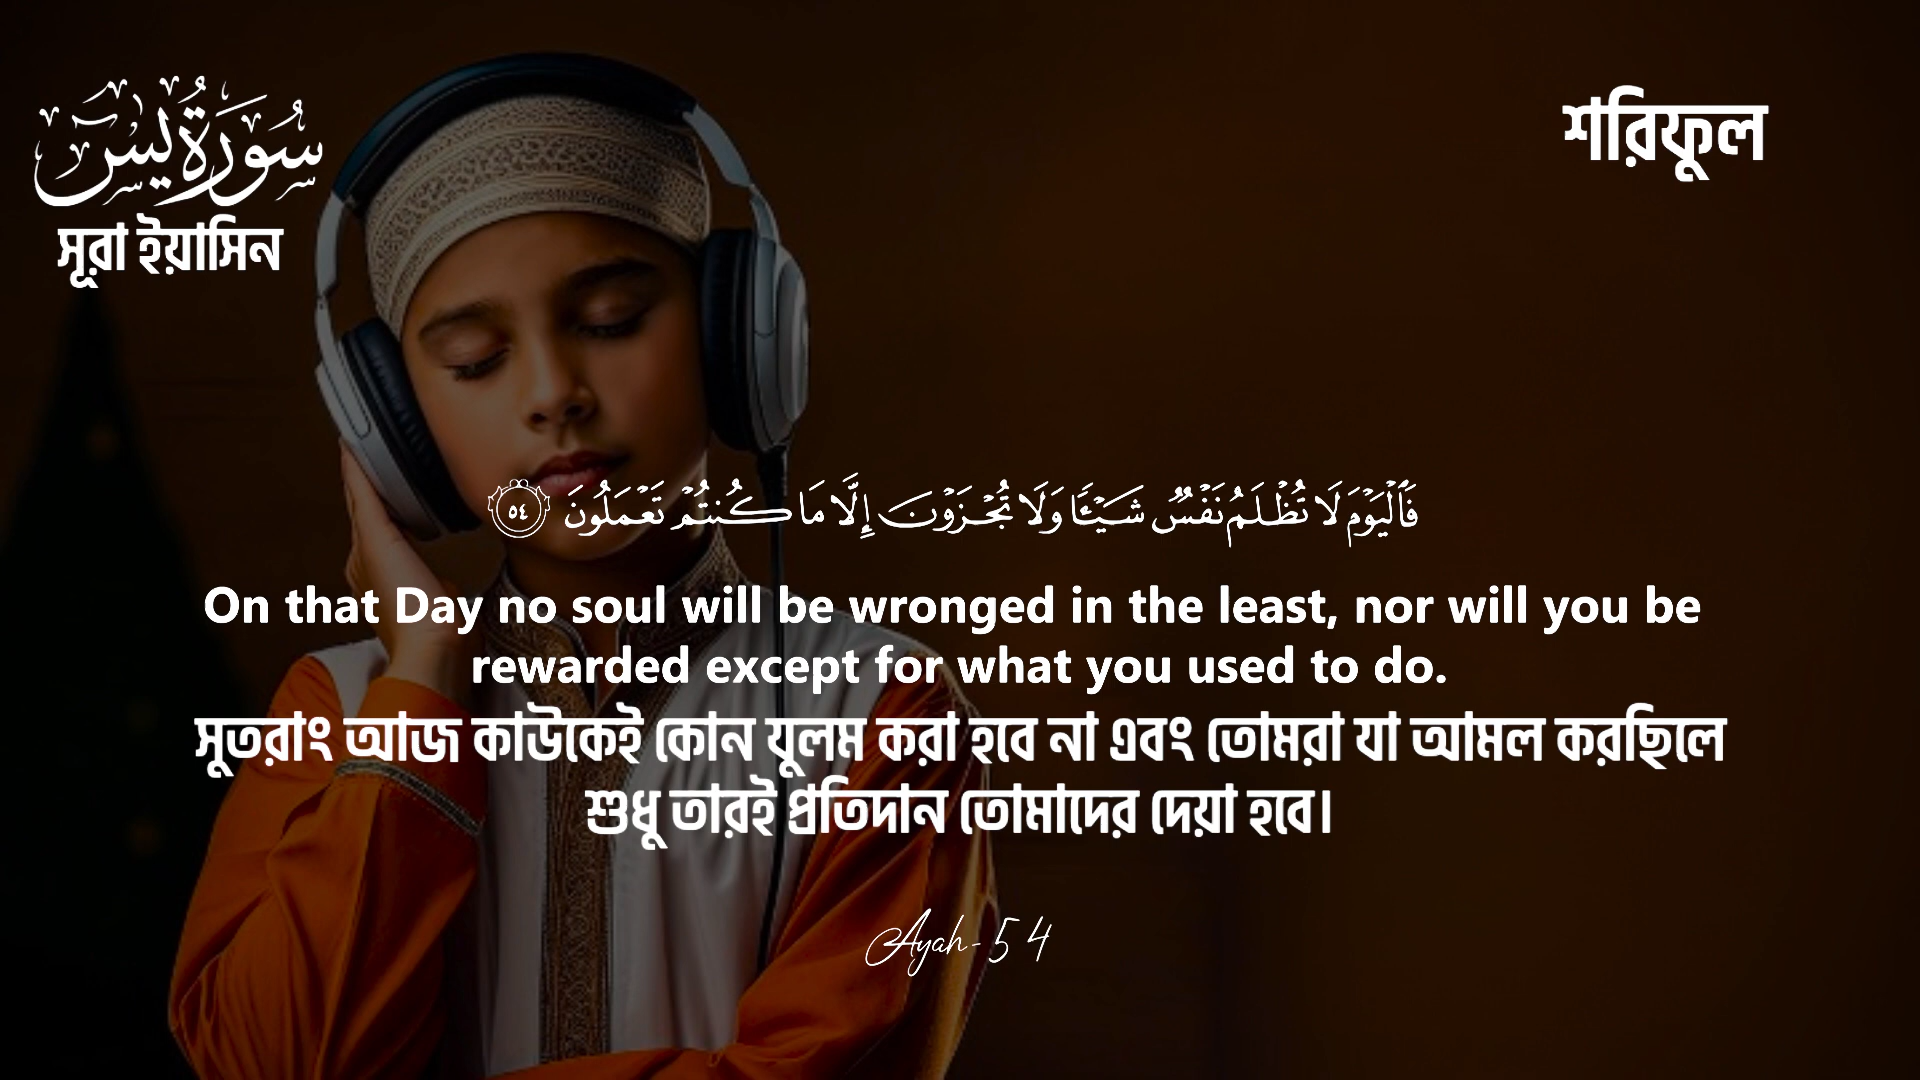 سُورَةُ يسٓ
সূরা ইয়াসিন
শরিফুল
فَٱلْيَوْمَ لَا تُظْلَمُ نَفْسٌ شَيْـًٔا وَلَا تُجْزَوْنَ إِلَّا مَا كُنتُمْ تَعْمَلُونَ ٥٤
On that Day no soul will be wronged in the least, nor will you be
rewarded except for what you used to do.
সুতরাং আজ কাউকেই কোন যুলম করা হবে না এবং তোমরা যা আমল করছিলে
শুধু তারই প্রতিদান তোমাদের দেয়া হবে।
Ayah-54